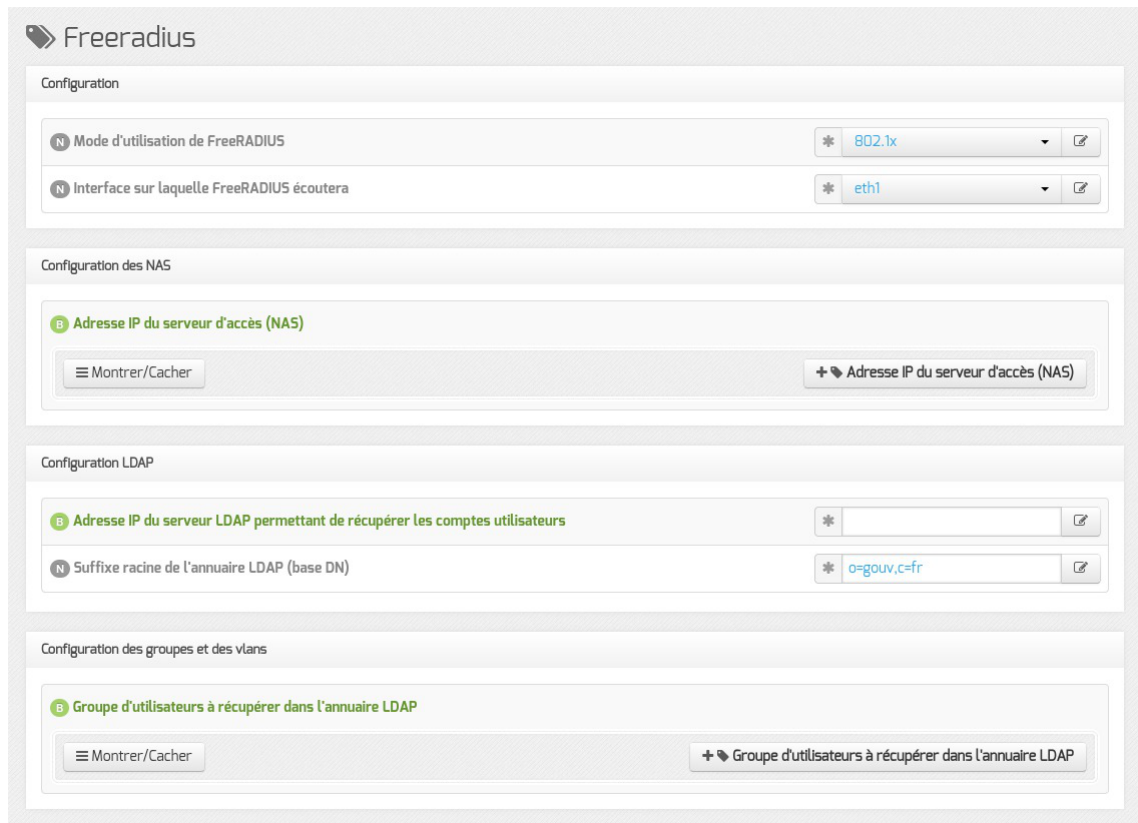 Freeradius
Configuration
N Mode d'utilisation de FreeRADIUS
* 802.1x
N Interface sur laquelle FreeRADIUS écoutera
* eth1
Configuration des NAS
B Adresse IP du serveur d'accès (NAS)
Montrer/Cacher
+ Adresse IP du serveur d'accès (NAS)
Configuration LDAP
B Adresse IP du serveur LDAP permettant de récupérer les comptes utilisateurs
*
N Suffixe racine de l'annuaire LDAP (base DN)
* o=gouv,c=fr
Configuration des groupes et des vlans
B Groupe d'utilisateurs à récupérer dans l'annuaire LDAP
Montrer/Cacher
+ Groupe d'utilisateurs à récupérer dans l'annuaire LDAP